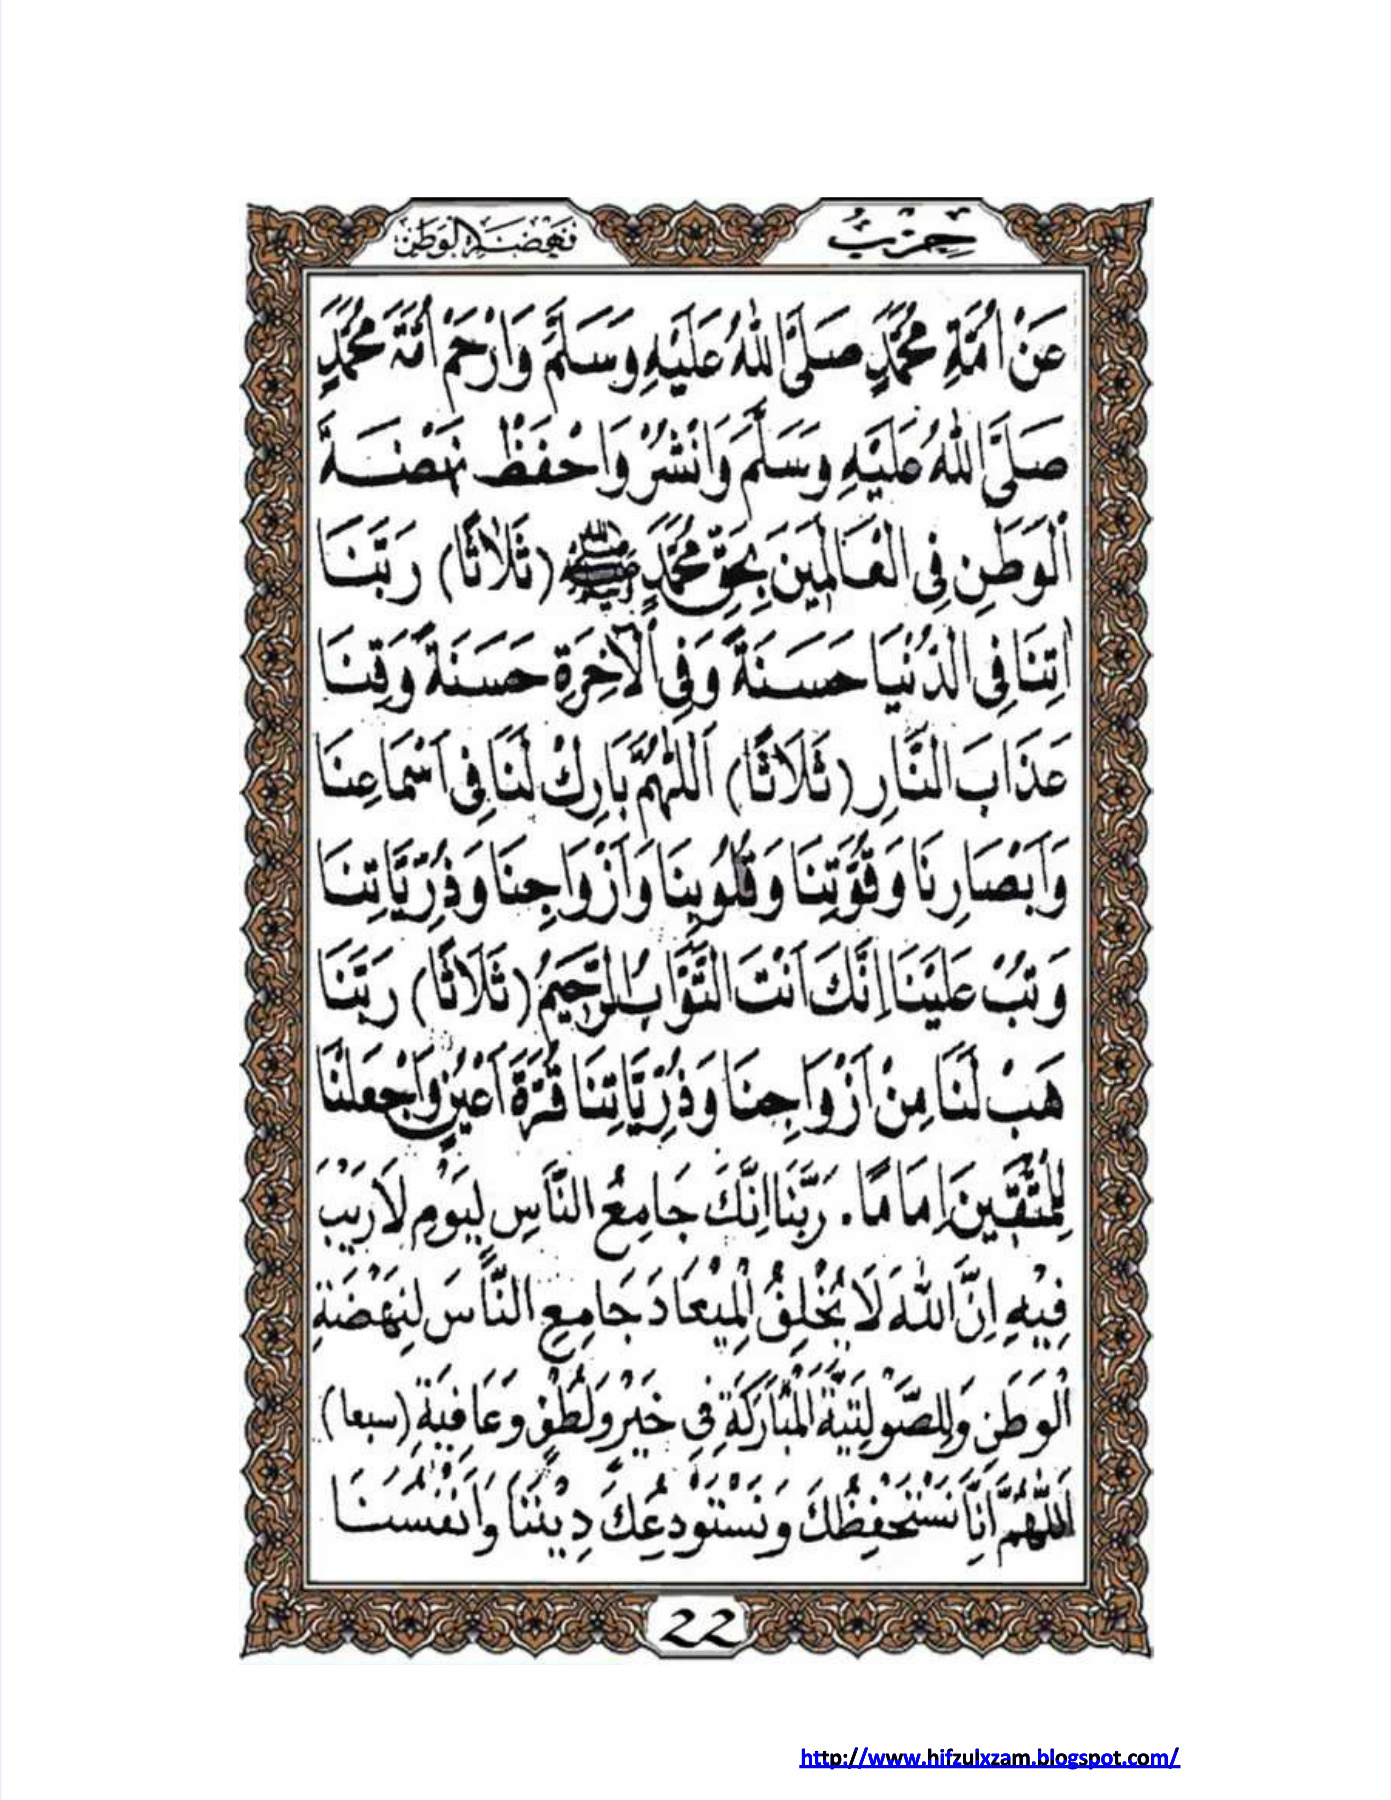 حِزْبُ نَهْضَةِ الْوَطَنِ
عَنْ اُمَّةِ مُحَمَّدٍ صَلَّى اللهُ عَلَيْهِ وَسَلَّمَ وَارْحَمْ اُمَّةَ مُحَمَّدٍ
صَلَّى اللهُ عَلَيْهِ وَسَلَّمَ وَانْشُرْ وَاحْفَظْ نَهْضَةَ
الْوَطَنِ فِى الْعَالَمِيْنَ بِحَقِّ مُحَمَّدٍ ﷺ (ثَلَاثًا) رَبَّنَا
اٰتِنَا فِى الدُّنْيَا حَسَنَةً وَفِى الْاٰخِرَةِ حَسَنَةً وَقِنَا
عَذَابَ النَّارِ (ثَلَاثًا) اَللّٰهُمَّ بَارِكْ لَنَا فِى اَسْمَاعِنَا
وَاَبْصَارِنَا وَقُوَّتِنَا وَقُلُوْبِنَا وَاَزْوَاجِنَا وَذُرِّيَّاتِنَا
وَتُبْ عَلَيْنَا اِنَّكَ اَنْتَ التَّوَّابُ الرَّحِيْمُ (ثَلَاثًا) رَبَّنَا
هَبْ لَنَا مِنْ اَزْوَاجِنَا وَذُرِّيَّاتِنَا قُرَّةَ اَعْيُنٍ وَاجْعَلْنَا
لِلْمُتَّقِيْنَ اِمَامًا. رَبَّنَا اِنَّكَ جَامِعُ النَّاسِ لِيَوْمٍ لَا رَيْبَ
فِيْهِ اِنَّ اللهَ لَا يُخْلِفُ الْمِيْعَادَ جَامِعِ النَّاسَ لِنَهْضَةِ
الْوَطَنِ وَلِلصَّوْلَتِيَّةِ الْمُبَارَكَةِ فِى خَيْرٍ وَلُطْفٍ وَعَافِيَةٍ (سبعا)
اَللّٰهُمَّ اِنَّا نَسْتَحْفِظُكَ وَنَسْتَوْدِعُكَ دِيْنَنَا وَاَنْفُسَنَا
22
http://www.hifzulxzam.blogspot.com/